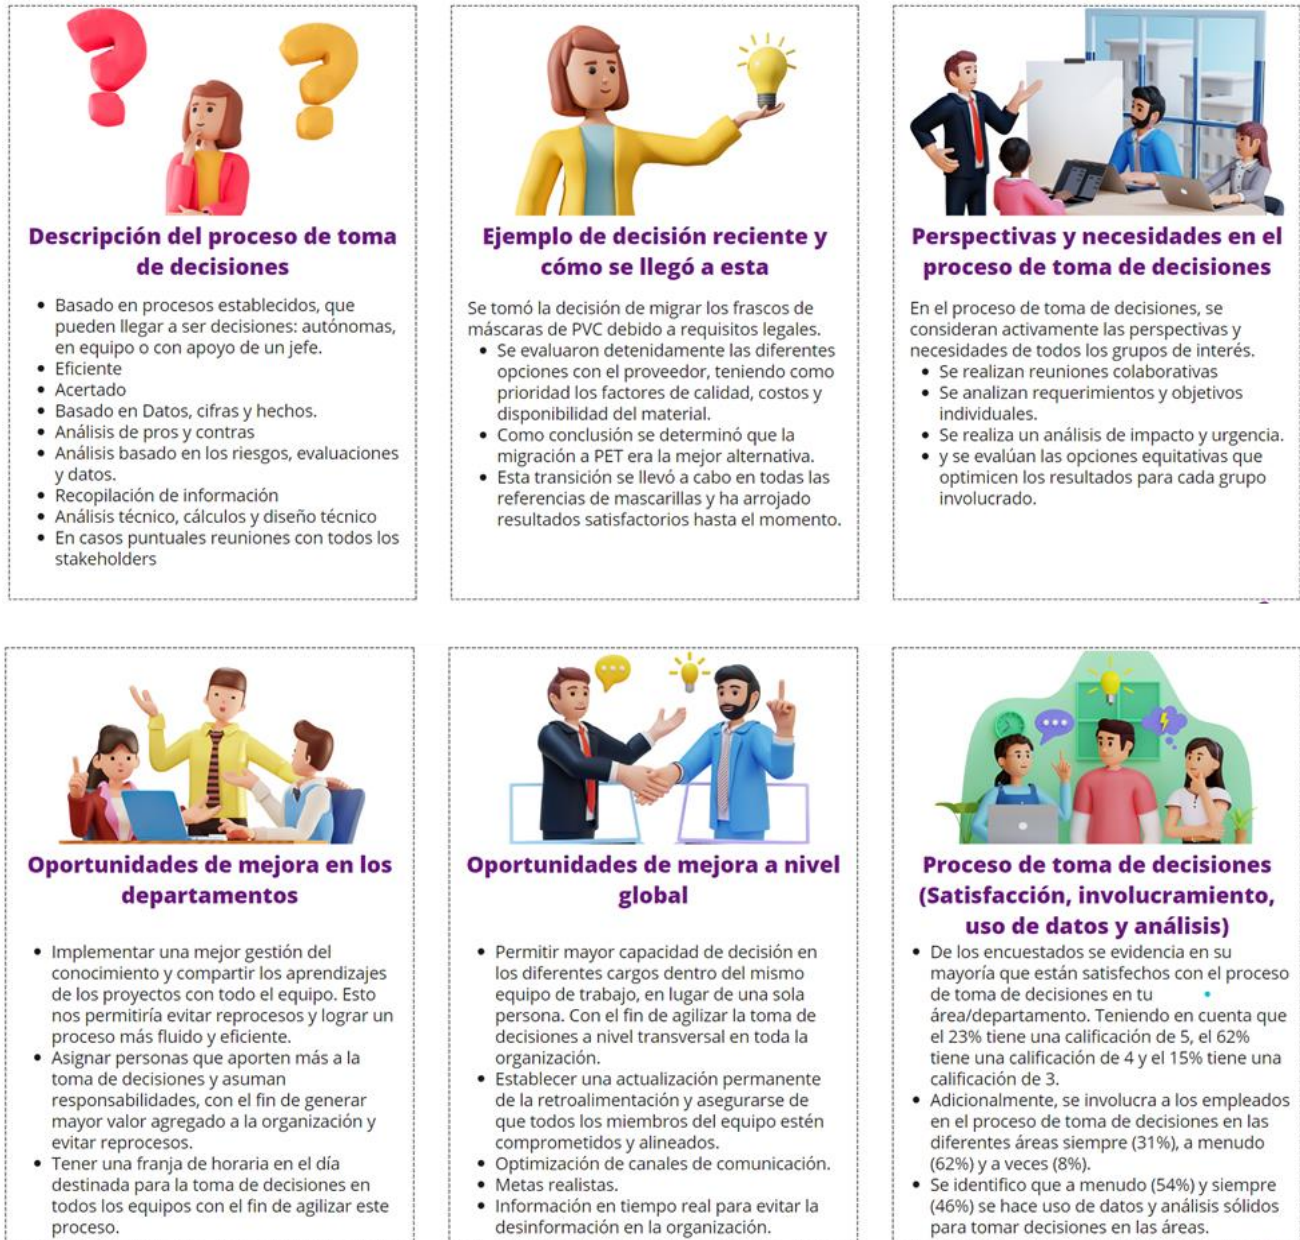 Descripción del proceso de toma
de decisiones
• Basado en procesos establecidos, que
pueden llegar a ser decisiones: autónomas,
en equipo o con apoyo de un jefe.
• Eficiente
• Acertado
• Basado en Datos, cifras y hechos.
• Análisis de pros y contras
• Análisis basado en los riesgos, evaluaciones
y datos.
• Recopilación de información
• Análisis técnico, cálculos y diseño técnico
• En casos puntuales reuniones con todos los
stakeholders
Ejemplo de decisión reciente y
cómo se llegó a esta
Se tomó la decisión de migrar los frascos de
máscaras de PVC debido a requisitos legales.
• Se evaluaron detenidamente las diferentes
opciones con el proveedor, teniendo como
prioridad los factores de calidad, costos y
disponibilidad del material.
• Como conclusión se determinó que la
migración a PET era la mejor alternativa.
• Esta transición se llevó a cabo en todas las
referencias de mascarillas y ha arrojado
resultados satisfactorios hasta el momento.
Perspectivas y necesidades en el
proceso de toma de decisiones
En el proceso de toma de decisiones, se
consideran activamente las perspectivas y
necesidades de todos los grupos de interés.
• Se realizan reuniones colaborativas
• Se analizan requerimientos y objetivos
individuales.
• Se realiza un análisis de impacto y urgencia.
• y se evalúan las opciones equitativas que
optimicen los resultados para cada grupo
involucrado.
Oportunidades de mejora en los
departamentos
• Implementar una mejor gestión del
conocimiento y compartir los aprendizajes
de los proyectos con todo el equipo. Esto
nos permitiría evitar reprocesos y lograr un
proceso más fluido y eficiente.
• Asignar personas que aporten más a la
toma de decisiones y asuman
responsabilidades, con el fin de generar
mayor valor agregado a la organización y
evitar reprocesos.
• Tener una franja de horaria en el día
destinada para la toma de decisiones en
todos los equipos con el fin de agilizar este
proceso.
Oportunidades de mejora a nivel
global
• Permitir mayor capacidad de decisión en
los diferentes cargos dentro del mismo
equipo de trabajo, en lugar de una sola
persona. Con el fin de agilizar la toma de
decisiones a nivel transversal en toda la
organización.
• Establecer una actualización permanente
de la retroalimentación y asegurarse de
que todos los miembros del equipo estén
comprometidos y alineados.
• Optimización de canales de comunicación.
• Metas realistas.
• Información en tiempo real para evitar la
desinformación en la organización.
Proceso de toma de decisiones
(Satisfacción, involucramiento,
uso de datos y análisis)
• De los encuestados se evidencia en su
mayoría que están satisfechos con el proceso
de toma de decisiones en tu
área/departamento. Teniendo en cuenta que
el 23% tiene una calificación de 5, el 62%
tiene una calificación de 4 y el 15% tiene una
calificación de 3.
• Adicionalmente, se involucra a los empleados
en el proceso de toma de decisiones en las
diferentes áreas siempre (31%), a menudo
(62%) y a veces (8%).
• Se identifico que a menudo (54%) y siempre
(46%) se hace uso de datos y análisis sólidos
para tomar decisiones en las áreas.